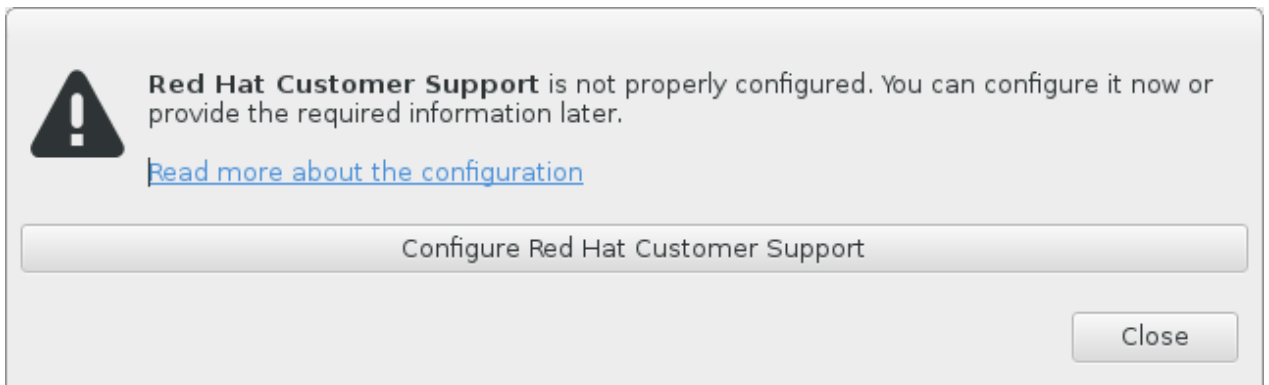 Red Hat Customer Support is not properly configured. You can configure it now or
provide the required information later.
Read more about the configuration
Configure Red Hat Customer Support
Close